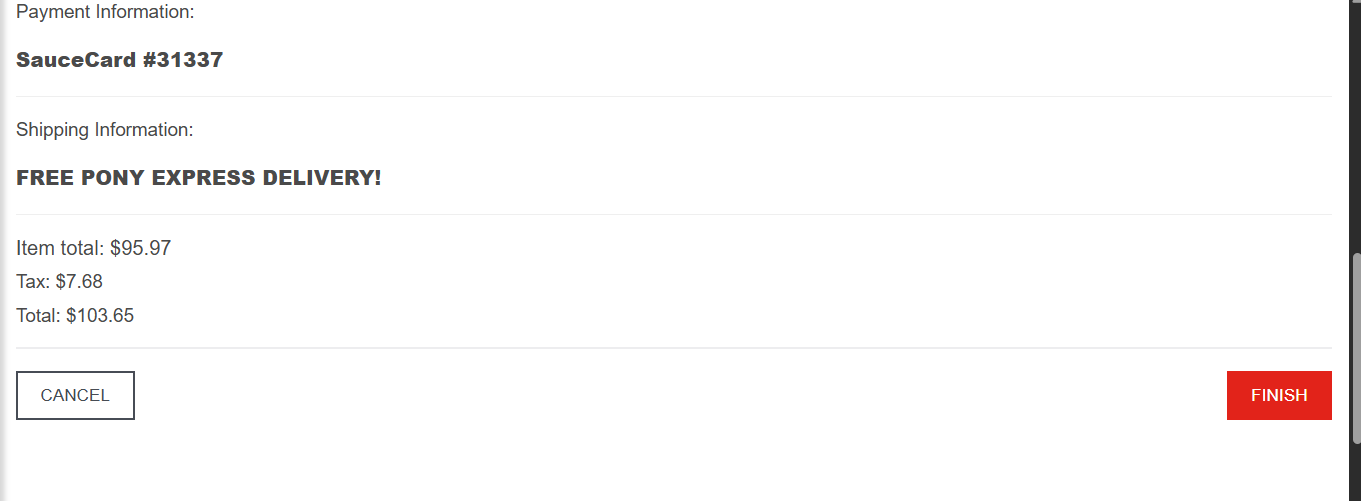 Payment Information:
SauceCard #31337
Shipping Information:
FREE PONY EXPRESS DELIVERY!
Item total: $95.97
Tax: $7.68
Total: $103.65
CANCEL
FINISH